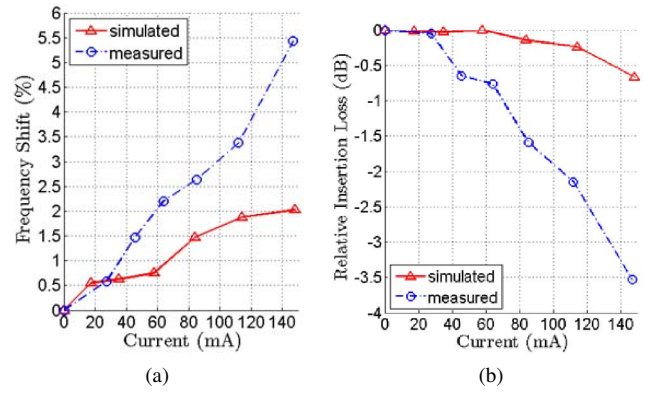 6
5.5
5
4.5
4
3.5
3
2.5
2
1.5
1
0.5
0
Frequency Shift (%)
simulated
measured
0 20 40 60 80 100 120 140
Current (mA)
(a)
0
-0.5
-1
-1.5
-2
-2.5
-3
-3.5
-4
Relative Insertion Loss (dB)
simulated
measured
0 20 40 60 80 100 120 140
Current (mA)
(b)